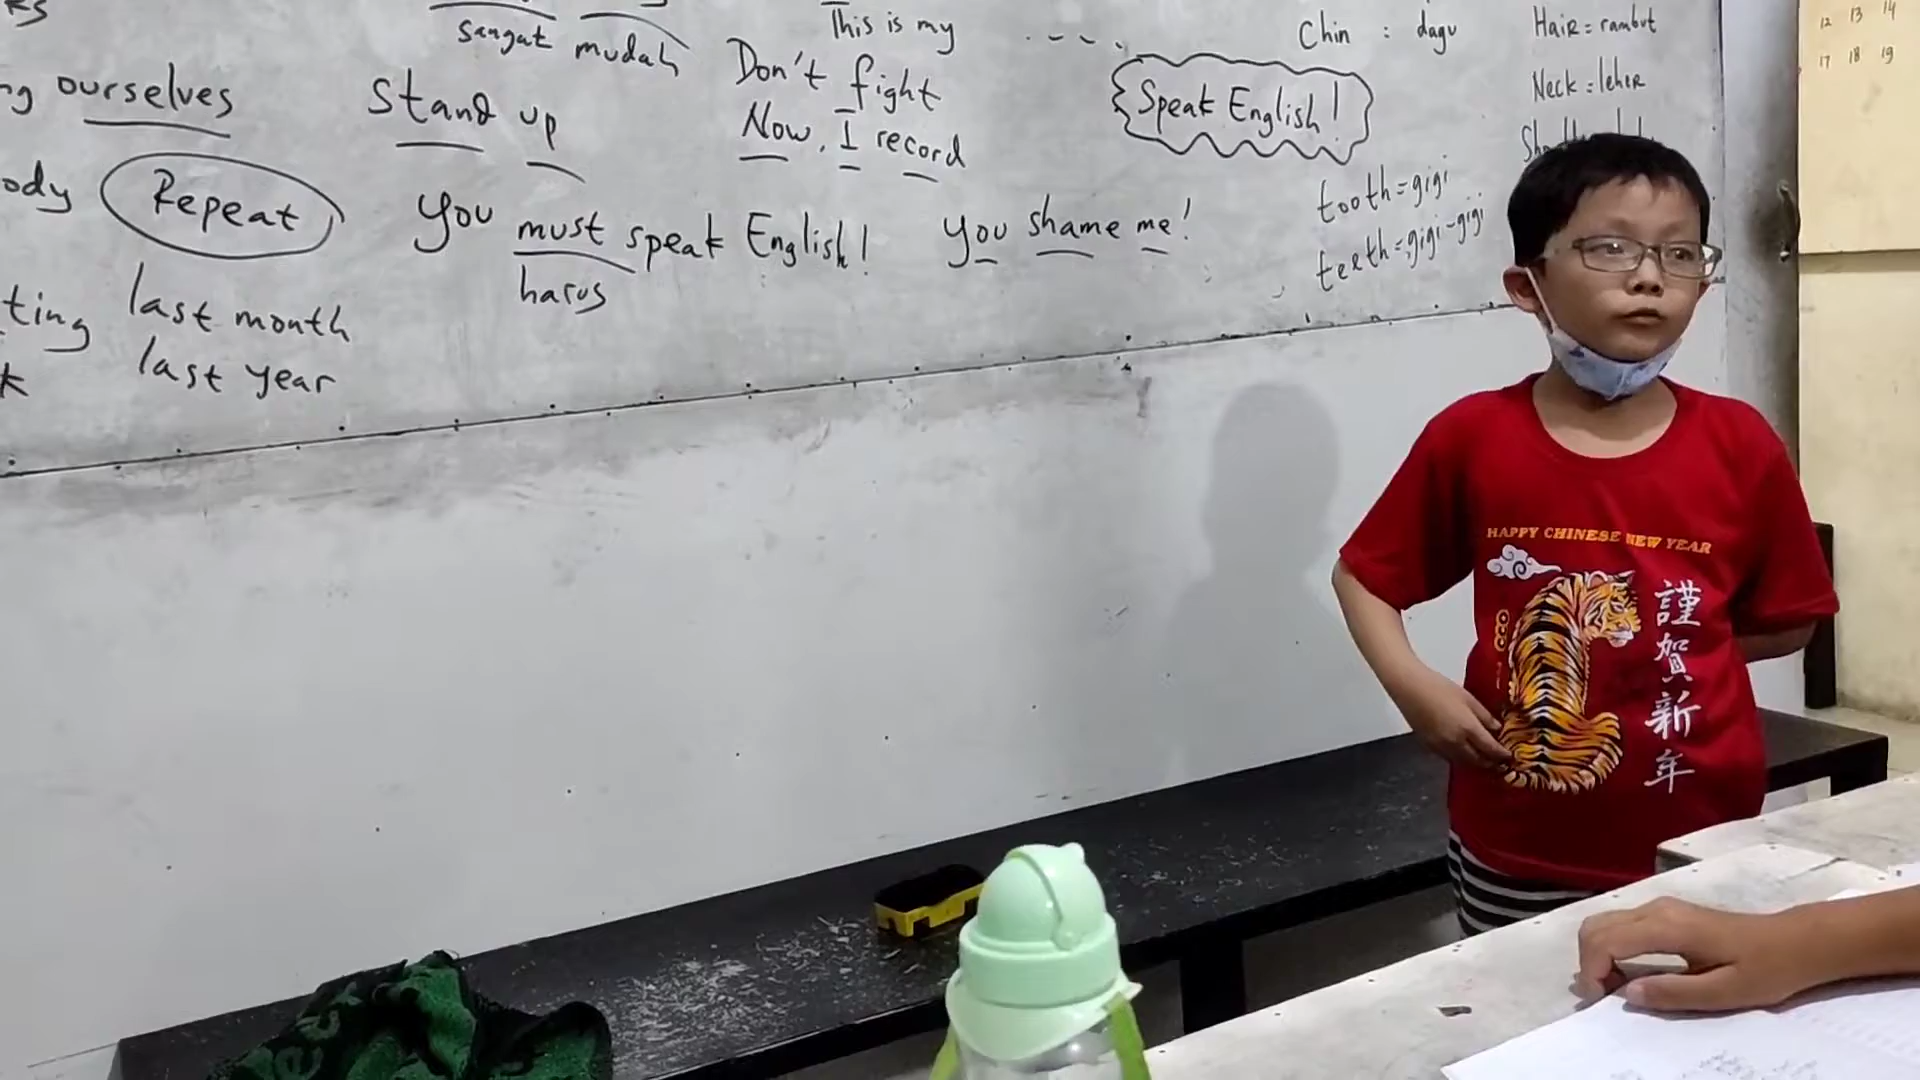 sangat mudah
This is my ----.
Chin : dagu
Hair = rambut
12 13 14
17 18 19
ourselves
Stand up
Don't fight
Speak English!
Neck = leher
Now, I record
Repeat
You must speak English!
harus
You shame me!
tooth = gigi
teeth = gigi-gigi
last month
last year
HAPPY CHINESE NEW YEAR
謹賀新年